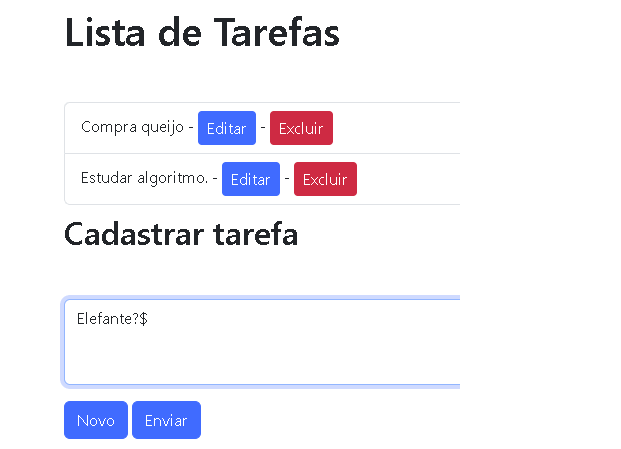 Lista de Tarefas
Compra queijo - Editar - Excluir
Estudar algoritmo. - Editar - Excluir
Cadastrar tarefa
Elefante?$
Novo Enviar